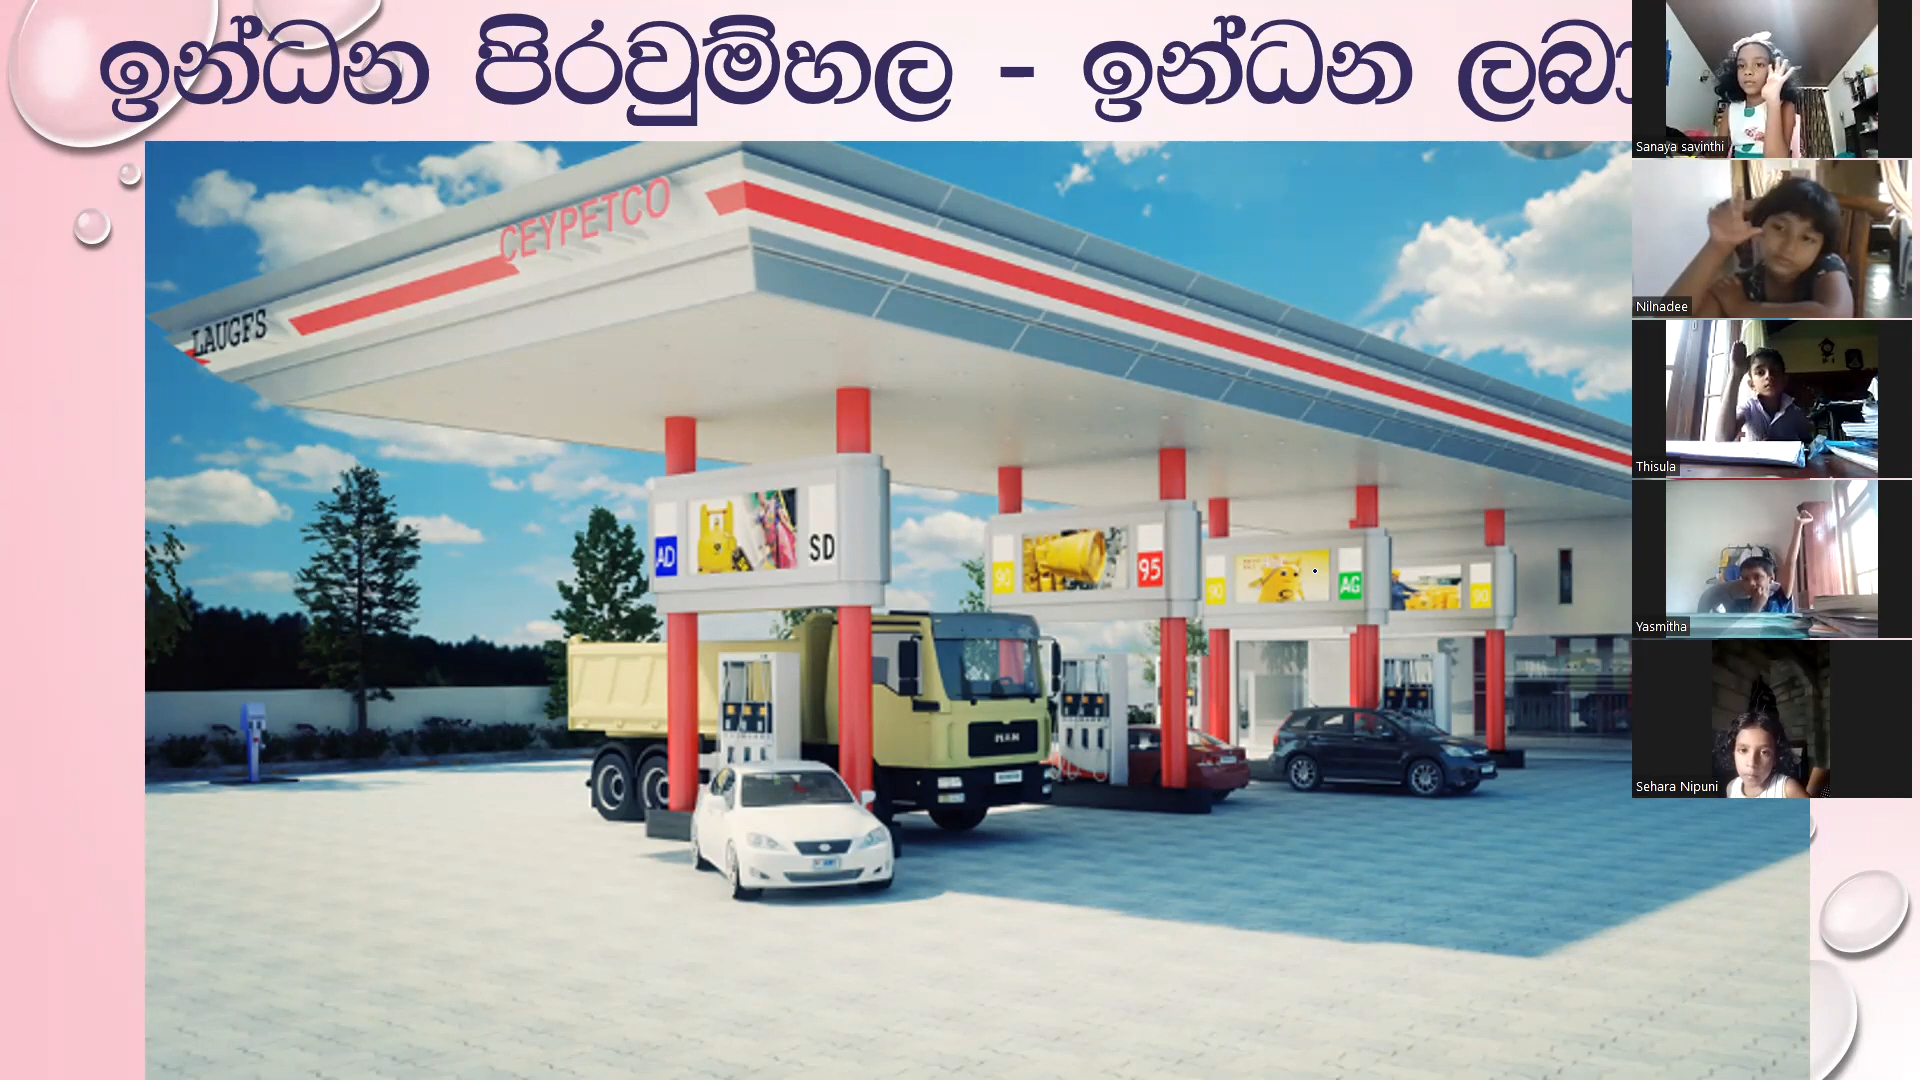 ඉන්ධන පිරවුම්හල - ඉන්ධන ලබා
CEYPETCO
LAUGFS
AD
SD
90
95
90
AG
90
MAN
Sanaya savinthi
Nilnadee
Thisula
Yasmitha
Sehara Nipuni